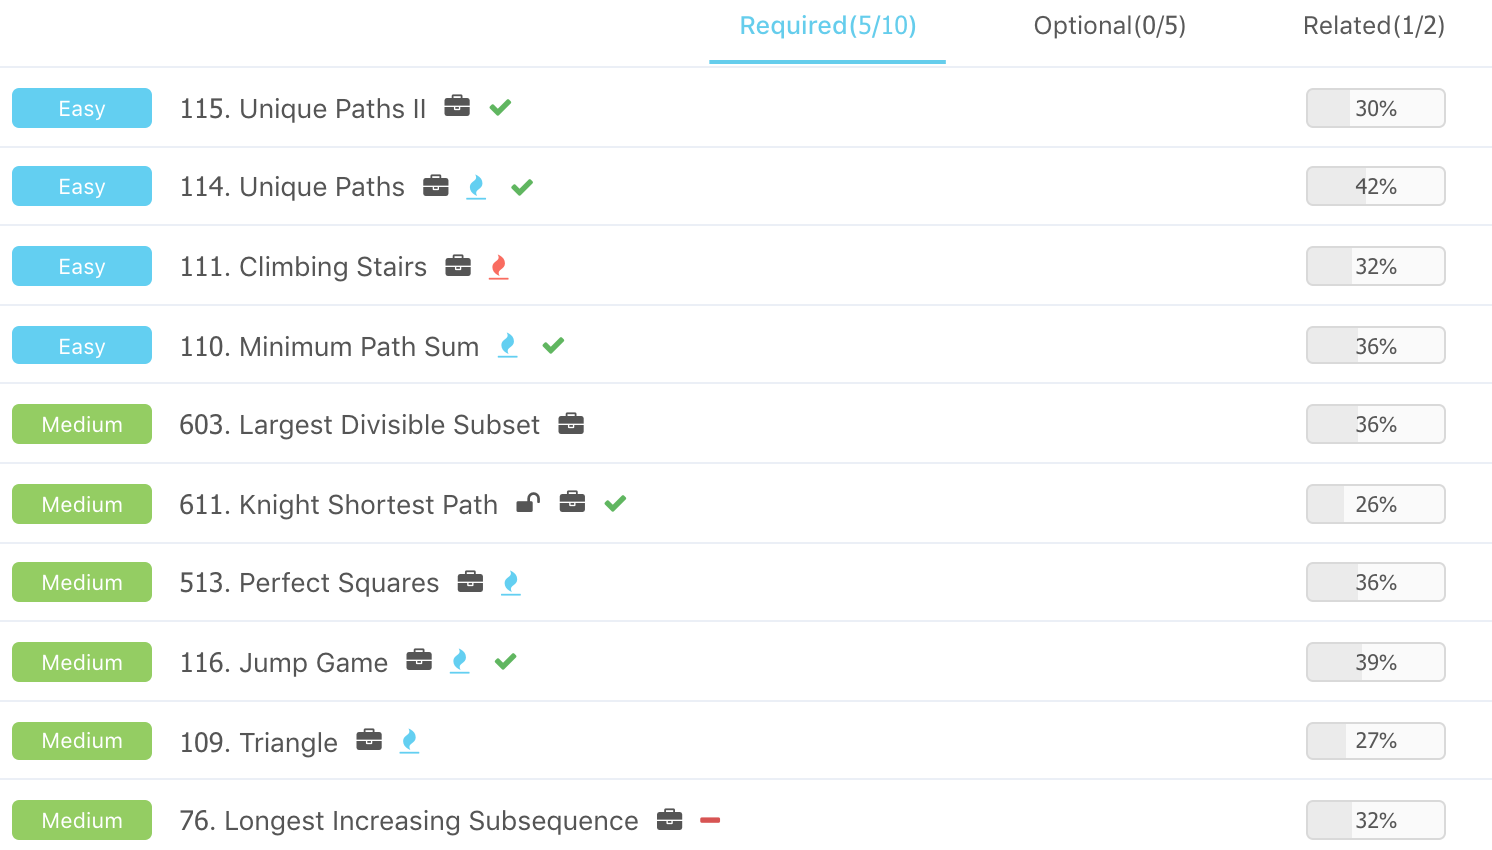 Required(5/10) Optional(0/5) Related(1/2)
Easy 115. Unique Paths II 30%
Easy 114. Unique Paths 42%
Easy 111. Climbing Stairs 32%
Easy 110. Minimum Path Sum 36%
Medium 603. Largest Divisible Subset 36%
Medium 611. Knight Shortest Path 26%
Medium 513. Perfect Squares 36%
Medium 116. Jump Game 39%
Medium 109. Triangle 27%
Medium 76. Longest Increasing Subsequence 32%